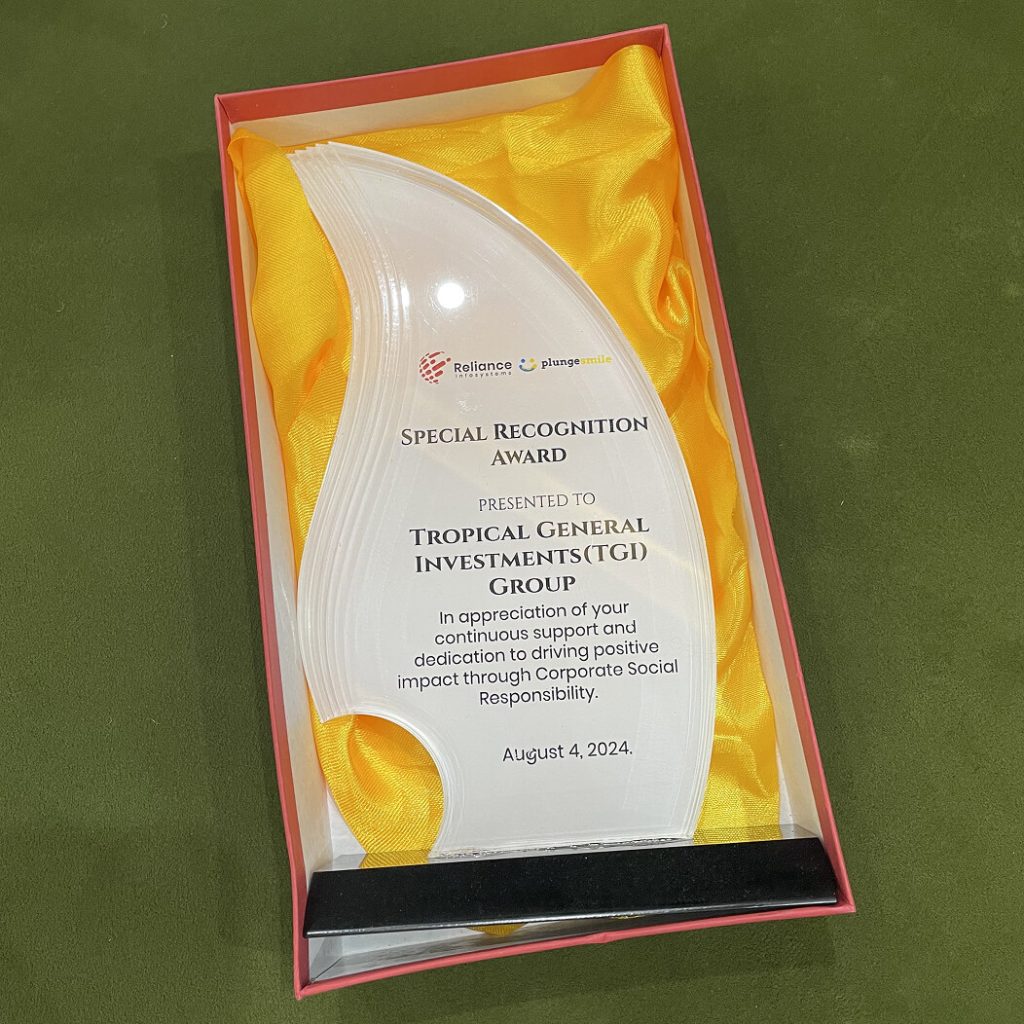 Reliance infosystems plungesmile
Special Recognition
Award
PRESENTED TO
Tropical General
Investments(TGI)
Group
In appreciation of your
continuous support and
dedication to driving positive
impact through Corporate Social
Responsibility.
August 4, 2024.